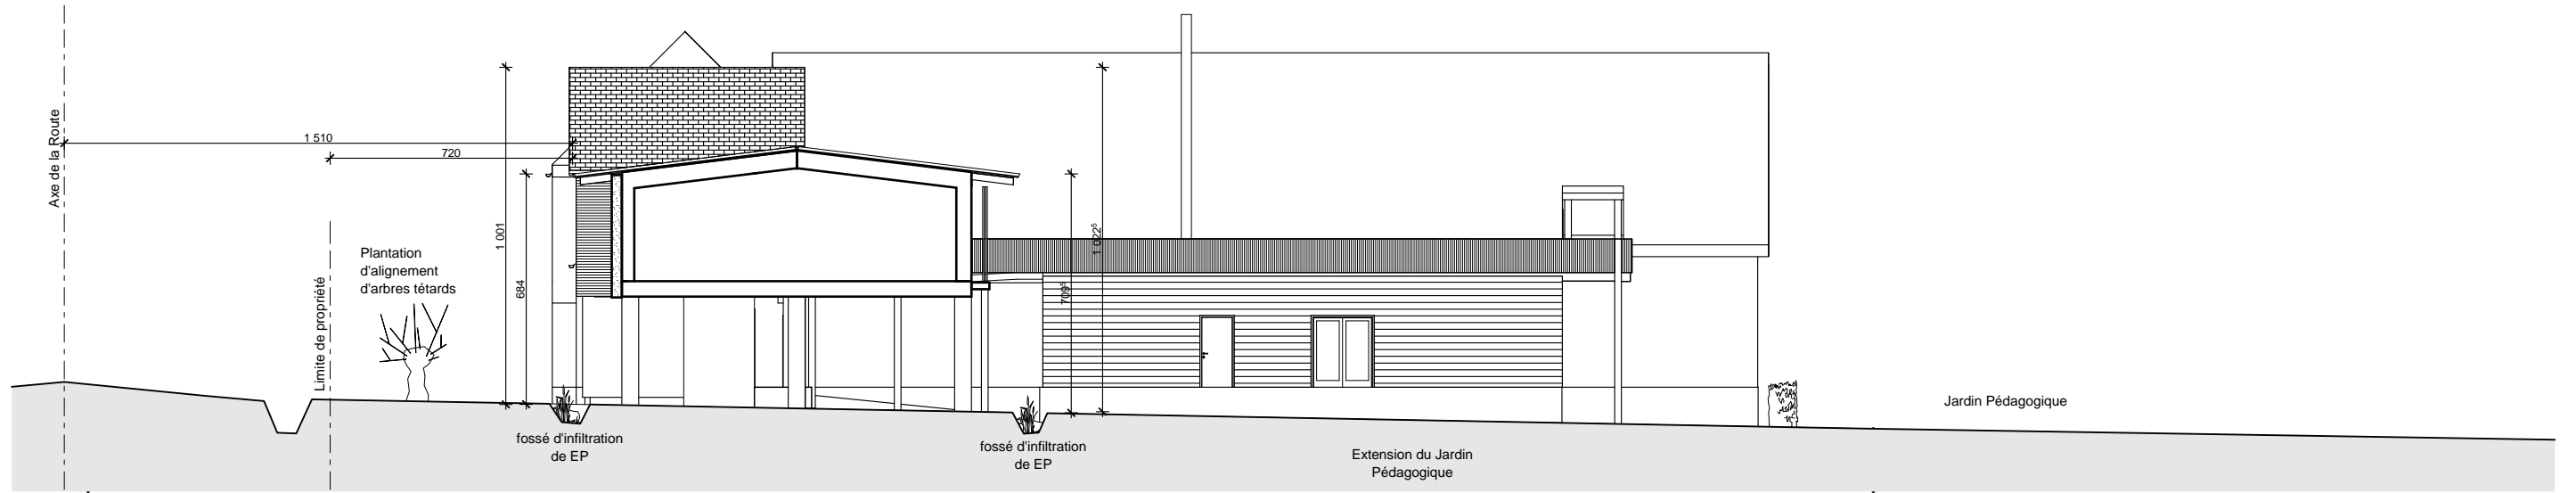 Axe de la Route
1 510
720
Limite de propriété
Plantation
d'alignement
d'arbres tétards
1 001
684
709⁵
1 022⁵
fossé d'infiltration
de EP
fossé d'infiltration
de EP
Extension du Jardin
Pédagogique
Jardin Pédagogique